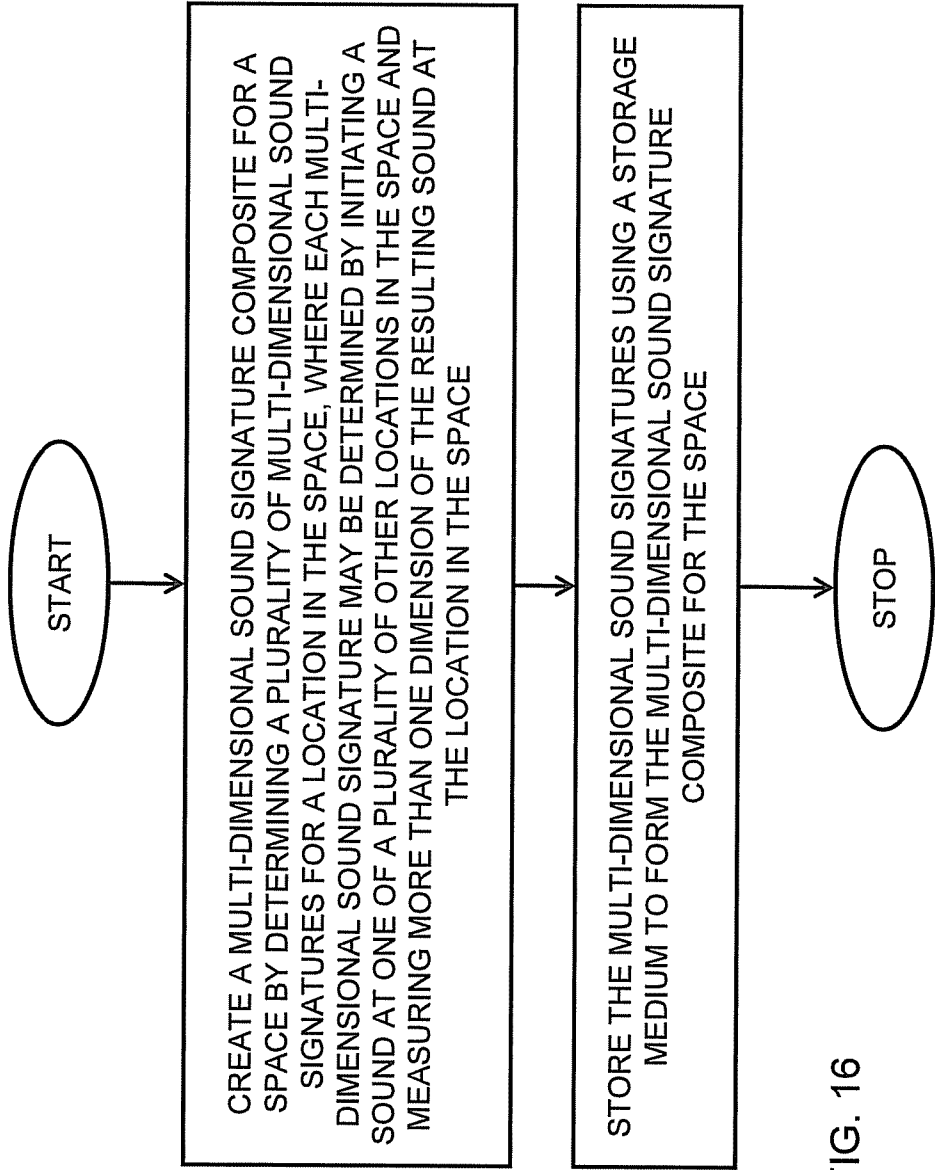 START
CREATE A MULTI-DIMENSIONAL SOUND SIGNATURE COMPOSITE FOR A
SPACE BY DETERMINING A PLURALITY OF MULTI-DIMENSIONAL SOUND
SIGNATURES FOR A LOCATION IN THE SPACE, WHERE EACH MULTI-
DIMENSIONAL SOUND SIGNATURE MAY BE DETERMINED BY INITIATING A
SOUND AT ONE OF A PLURALITY OF OTHER LOCATIONS IN THE SPACE AND
MEASURING MORE THAN ONE DIMENSION OF THE RESULTING SOUND AT
THE LOCATION IN THE SPACE
STORE THE MULTI-DIMENSIONAL SOUND SIGNATURES USING A STORAGE
MEDIUM TO FORM THE MULTI-DIMENSIONAL SOUND SIGNATURE
COMPOSITE FOR THE SPACE
STOP
FIG. 16